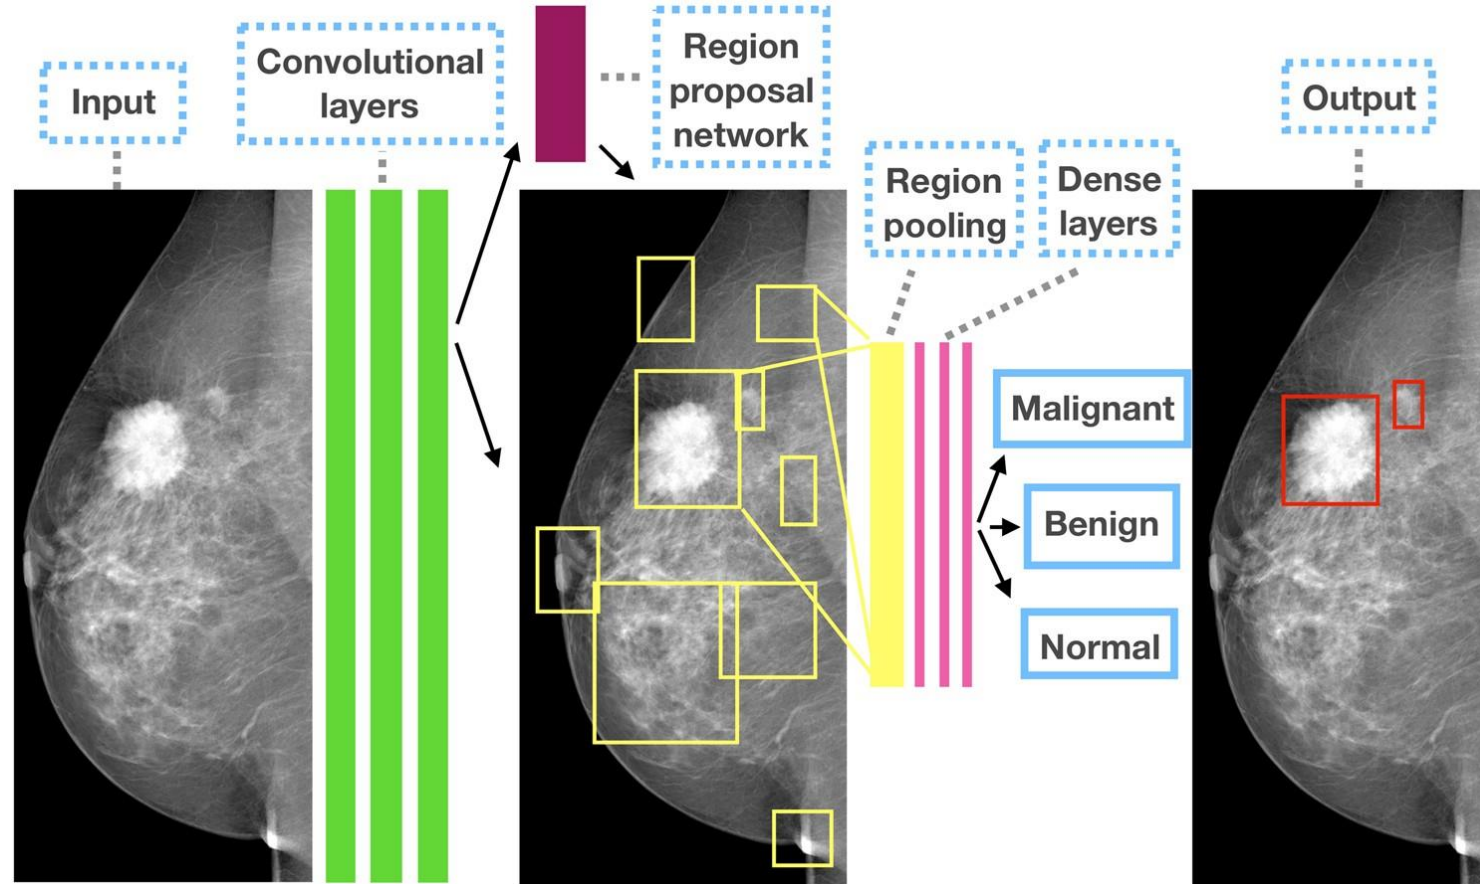 Input
Convolutional
layers
Region
proposal
network
Region
pooling
Dense
layers
Malignant
Benign
Normal
Output